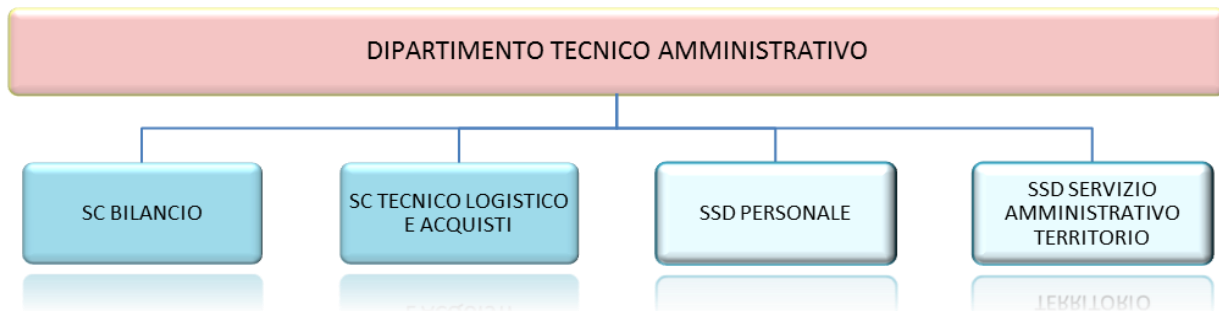 DIPARTIMENTO TECNICO AMMINISTRATIVO
SC BILANCIO
SC TECNICO LOGISTICO
E ACQUISTI
SSD PERSONALE
SSD SERVIZIO
AMMINISTRATIVO
TERRITORIO